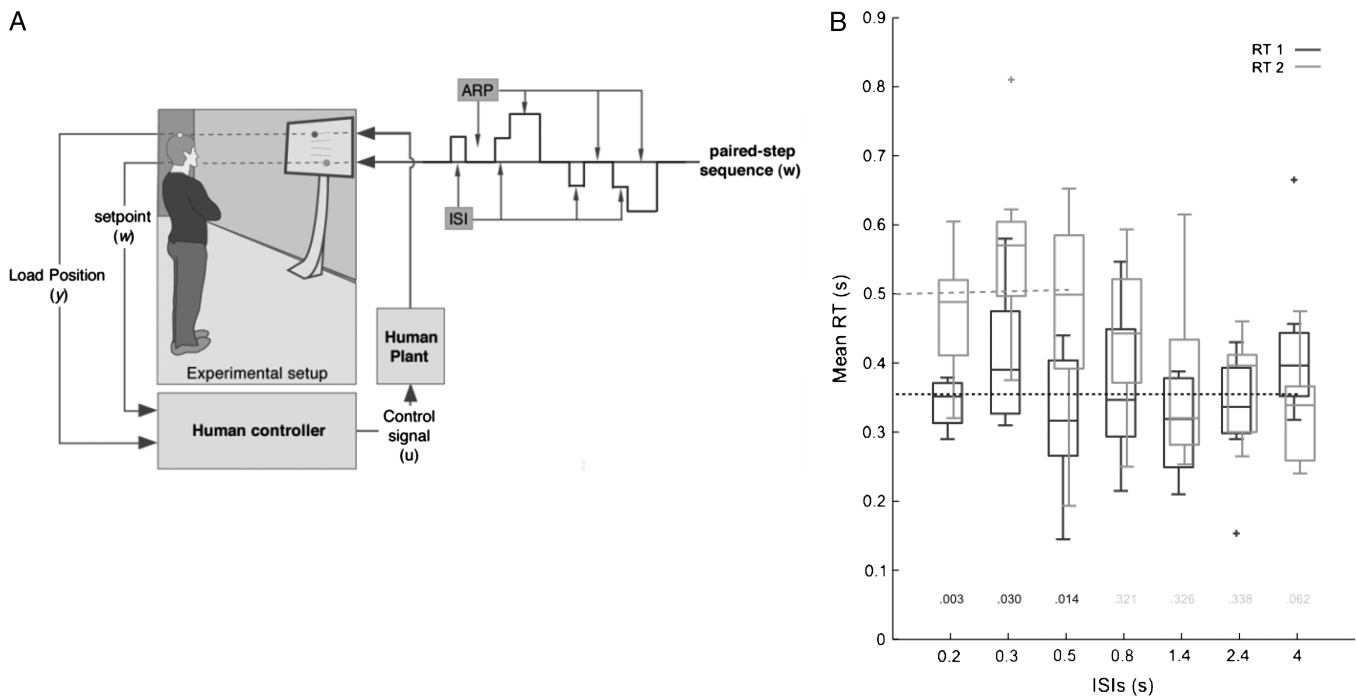 A
ARP
paired-step
sequence (w)
ISI
setpoint
(w)
Load Position
(y)
Human
Plant
Experimental setup
Control
signal
(u)
Human controller
B
RT 1
RT 2
Mean RT (s)
0.9
0.8
0.7
0.6
0.5
0.4
0.3
0.2
0.1
0
.003 .030 .014 .321 .326 .338 .062
0.2 0.3 0.5 0.8 1.4 2.4 4
ISIs (s)